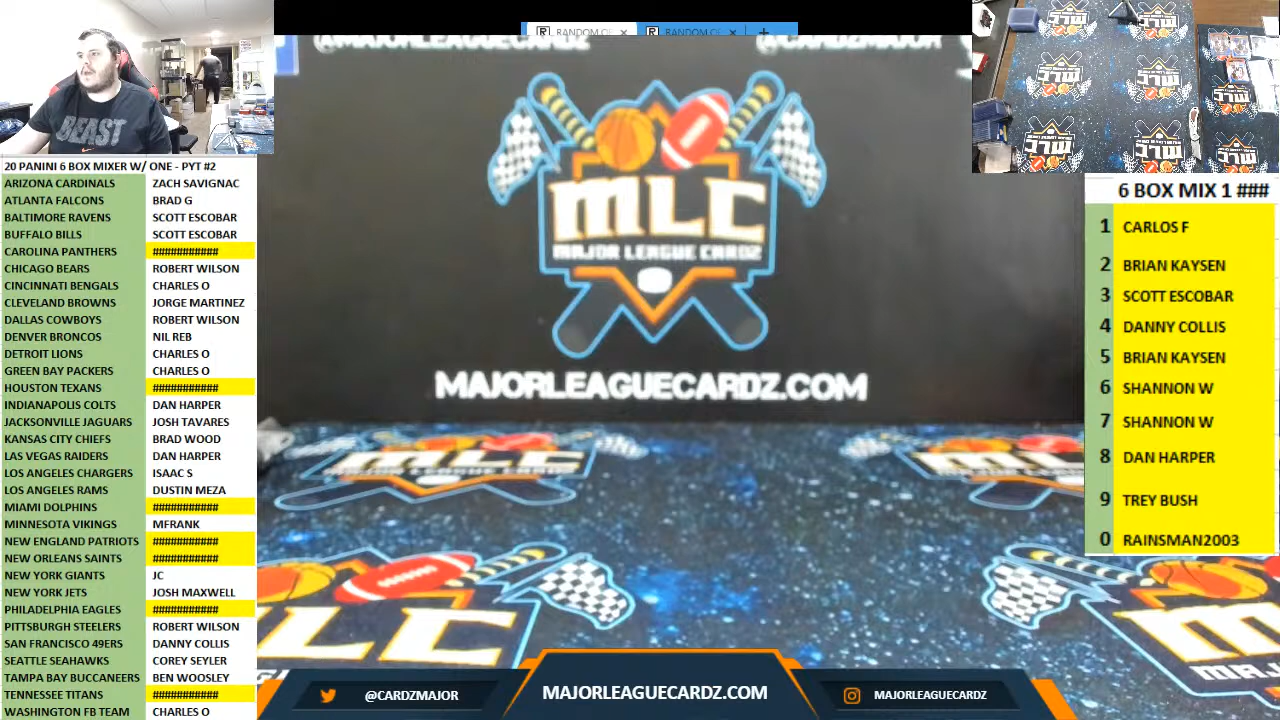 RANDOM
RANDOM
@MAJORLEAGUECARDZ
@CARDZMAJOR
BEAST
20 PANINI 6 BOX MIXER W/ ONE - PYT #2
ARIZONA CARDINALS ZACH SAVIGNAC
ATLANTA FALCONS BRAD G
BALTIMORE RAVENS SCOTT ESCOBAR
BUFFALO BILLS SCOTT ESCOBAR
CAROLINA PANTHERS ###########
CHICAGO BEARS ROBERT WILSON
CINCINNATI BENGALS CHARLES O
CLEVELAND BROWNS JORGE MARTINEZ
DALLAS COWBOYS ROBERT WILSON
DENVER BRONCOS NIL REB
DETROIT LIONS CHARLES O
GREEN BAY PACKERS CHARLES O
HOUSTON TEXANS ###########
INDIANAPOLIS COLTS DAN HARPER
JACKSONVILLE JAGUARS JOSH TAVARES
KANSAS CITY CHIEFS BRAD WOOD
LAS VEGAS RAIDERS DAN HARPER
LOS ANGELES CHARGERS ISAAC S
LOS ANGELES RAMS DUSTIN MEZA
MIAMI DOLPHINS ###########
MINNESOTA VIKINGS MFRANK
NEW ENGLAND PATRIOTS ###########
NEW ORLEANS SAINTS ###########
NEW YORK GIANTS JC
NEW YORK JETS JOSH MAXWELL
PHILADELPHIA EAGLES ###########
PITTSBURGH STEELERS ROBERT WILSON
SAN FRANCISCO 49ERS DANNY COLLIS
SEATTLE SEAHAWKS COREY SEYLER
TAMPA BAY BUCCANEERS BEN WOOSLEY
TENNESSEE TITANS ###########
WASHINGTON FB TEAM CHARLES O
MLC
MAJOR LEAGUE CARDZ
MAJORLEAGUECARDZ.COM
MLC
MLC
6 BOX MIX 1 ###
1 CARLOS F
2 BRIAN KAYSEN
3 SCOTT ESCOBAR
4 DANNY COLLIS
5 BRIAN KAYSEN
6 SHANNON W
7 SHANNON W
8 DAN HARPER
9 TREY BUSH
0 RAINSMAN2003
@CARDZMAJOR
MAJORLEAGUECARDZ.COM
MAJORLEAGUECARDZ